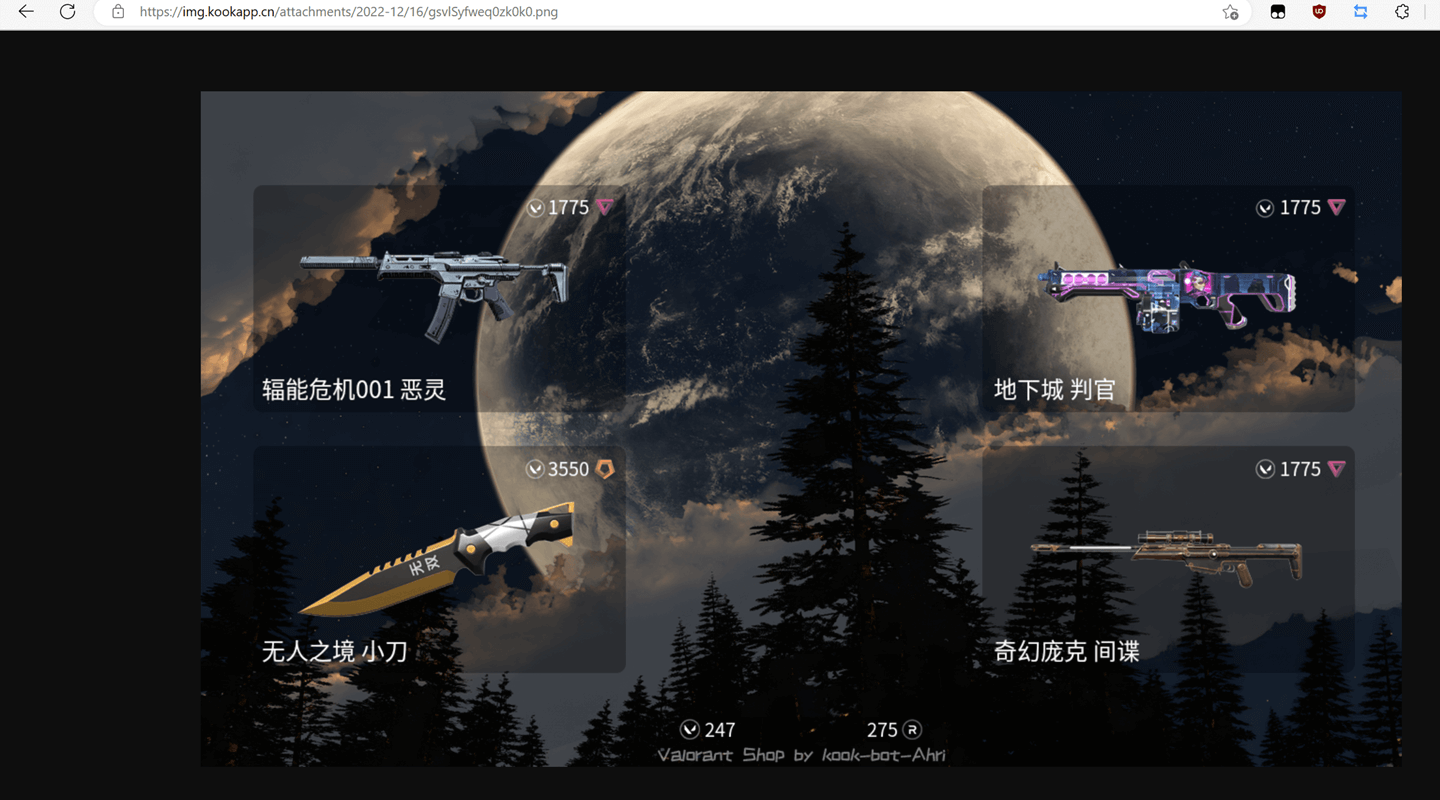 https://img.kookapp.cn/attachments/2022-12/16/gsvlSyfweq0zk0k0.png
1775
1775
辐能危机001 恶灵
地下城 判官
3550
1775
无双
无人之境 小刀
奇幻庞克 间谍
247
275 R
Valorant Shop by kook-bot-Ahri